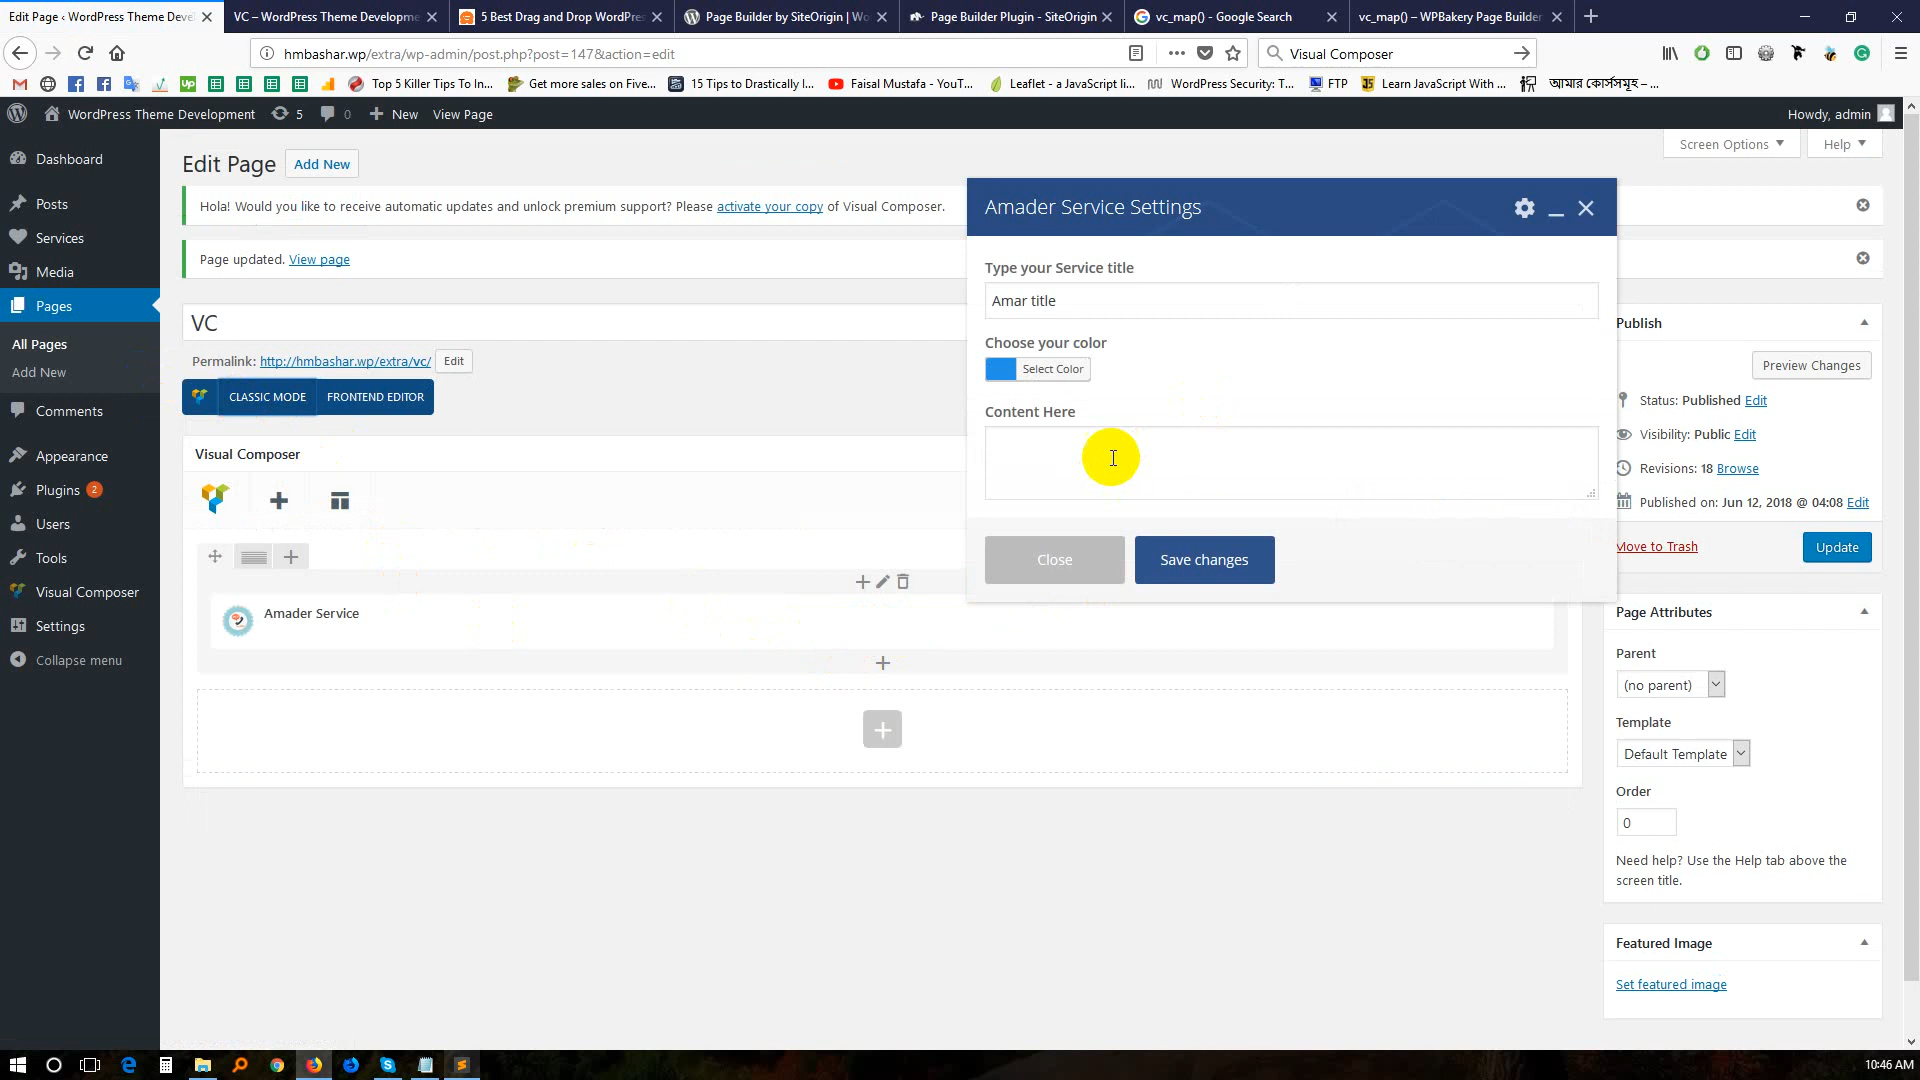 Edit Page ‹ WordPress Theme Deve
VC – WordPress Theme Developme
5 Best Drag and Drop WordPre
Page Builder by SiteOrigin | Wo
Page Builder Plugin - SiteOrigin
vc_map() - Google Search
vc_map() – WPBakery Page Builder
hmbashar.wp/extra/wp-admin/post.php?post=147&action=edit
Visual Composer
Top 5 Killer Tips To In...
Get more sales on Five...
15 Tips to Drastically I...
Faisal Mustafa - YouT...
Leaflet - a JavaScript li...
WordPress Security: T...
FTP
Learn JavaScript With ...
আমার কোর্সসমূহ – ...
WordPress Theme Development
5
0
New
View Page
Howdy, admin
Dashboard
Posts
Services
Media
Pages
All Pages
Add New
Comments
Appearance
Plugins 2
Users
Tools
Visual Composer
Settings
Collapse menu
Edit Page
Add New
Screen Options
Help
Hola! Would you like to receive automatic updates and unlock premium support? Please activate your copy of Visual Composer.
Page updated. View page
VC
Permalink: http://hmbashar.wp/extra/vc/ Edit
CLASSIC MODE
FRONTEND EDITOR
Visual Composer
Amader Service
Amader Service Settings
Type your Service title
Amar title
Choose your color
Select Color
Content Here
Close
Save changes
Publish
Preview Changes
Status: Published Edit
Visibility: Public Edit
Revisions: 18 Browse
Published on: Jun 12, 2018 @ 04:08 Edit
Move to Trash
Update
Page Attributes
Parent
(no parent)
Template
Default Template
Order
0
Need help? Use the Help tab above the
screen title.
Featured Image
Set featured image
10:46 AM